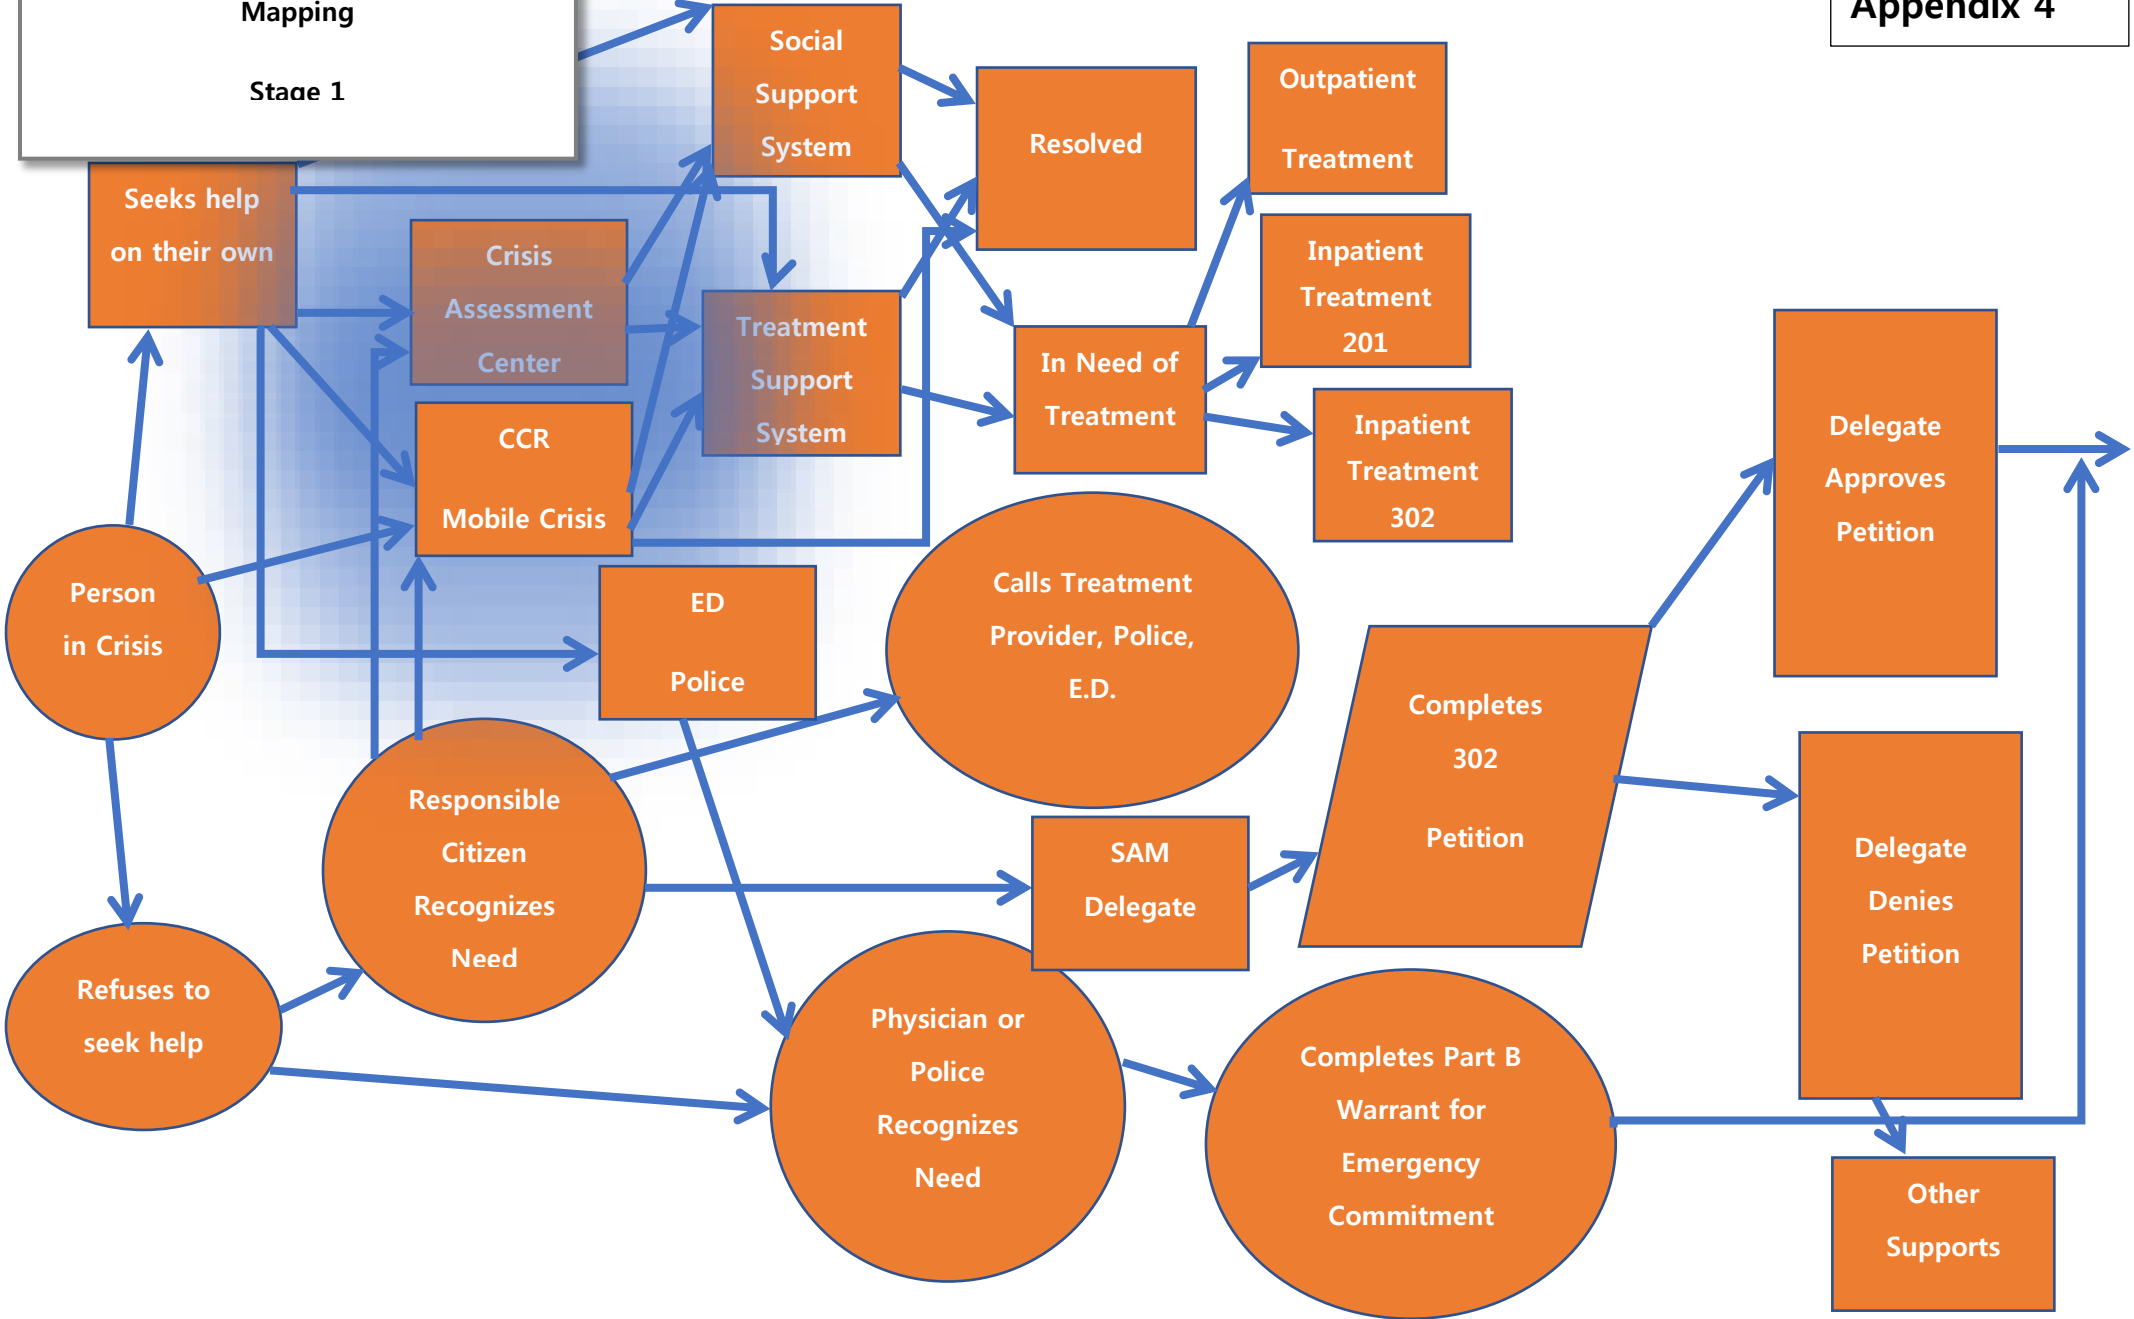 Mapping
Stage 1
Appendix 4
Social
Support
System
Resolved
Outpatient
Treatment
Seeks help
on their own
Crisis
Assessment
Center
Treatment
Support
System
In Need of
Treatment
Inpatient
Treatment
201
Inpatient
Treatment
302
CCR
Mobile Crisis
Person
in Crisis
ED
Police
Calls Treatment
Provider, Police,
E.D.
Completes
302
Petition
Delegate
Approves
Petition
Responsible
Citizen
Recognizes
Need
SAM
Delegate
Delegate
Denies
Petition
Refuses to
seek help
Physician or
Police
Recognizes
Need
Completes Part B
Warrant for
Emergency
Commitment
Other
Supports